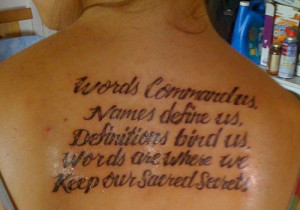 Words Command us.
Names define us.
Definitions bind us.
Words are where we
Keep our Sacred Secrets